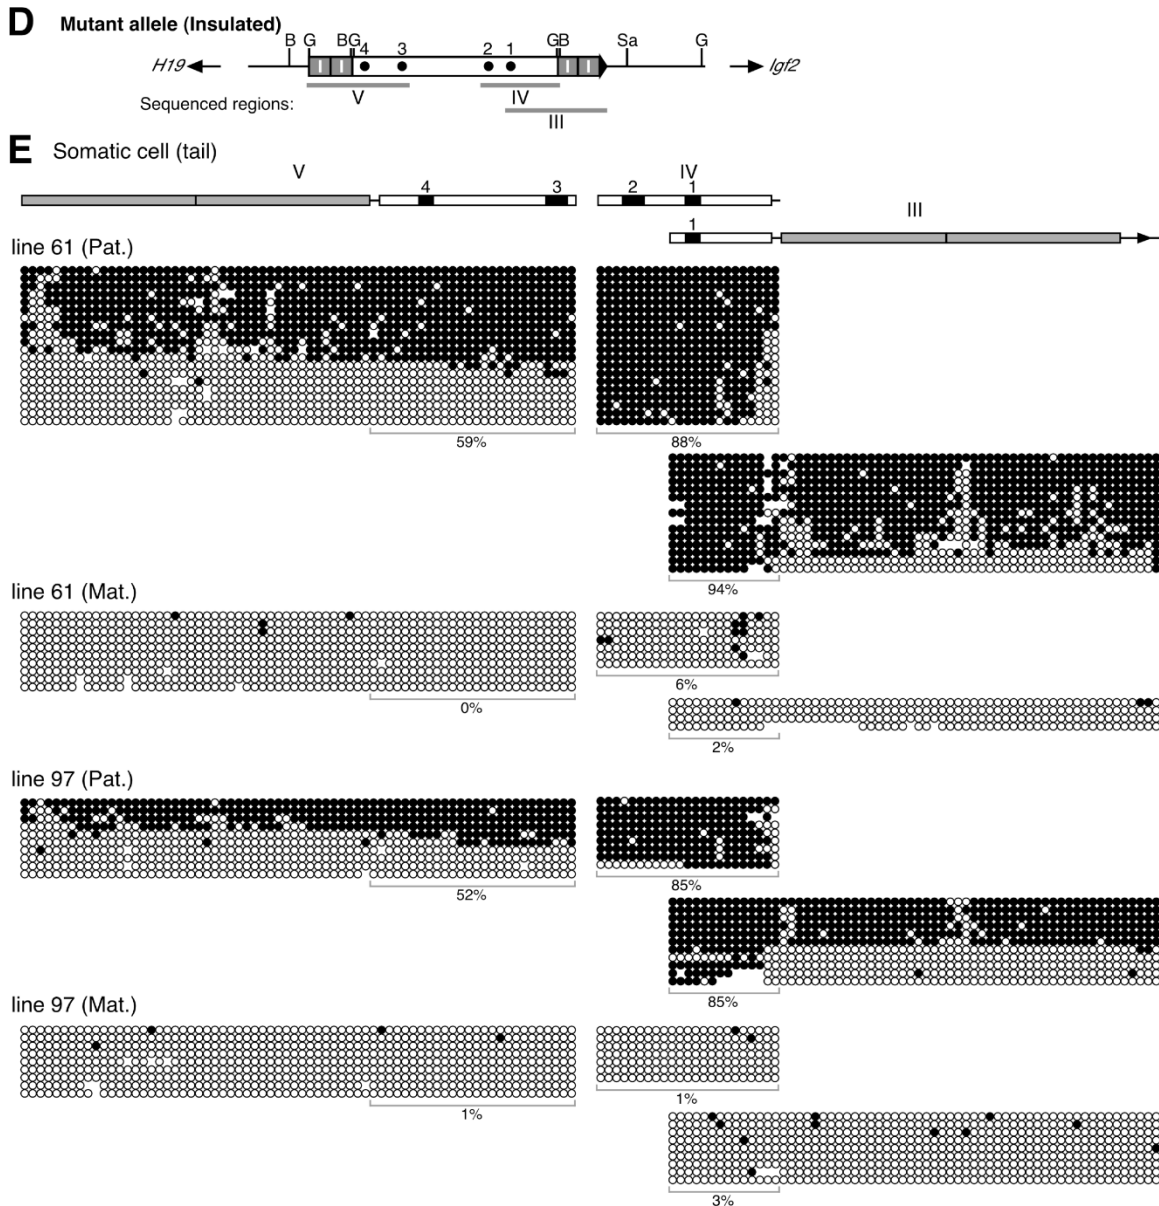 D Mutant allele (Insulated)
B G BG 4 3 2 1 GB Sa G
H19 I I I I Igf2
Sequenced regions: V IV
III
E Somatic cell (tail)
V IV
4 3 2 1
III
1
line 61 (Pat.)
59% 88%
94%
line 61 (Mat.)
6%
0%
2%
line 97 (Pat.)
52% 85%
85%
line 97 (Mat.)
1% 1%
3%